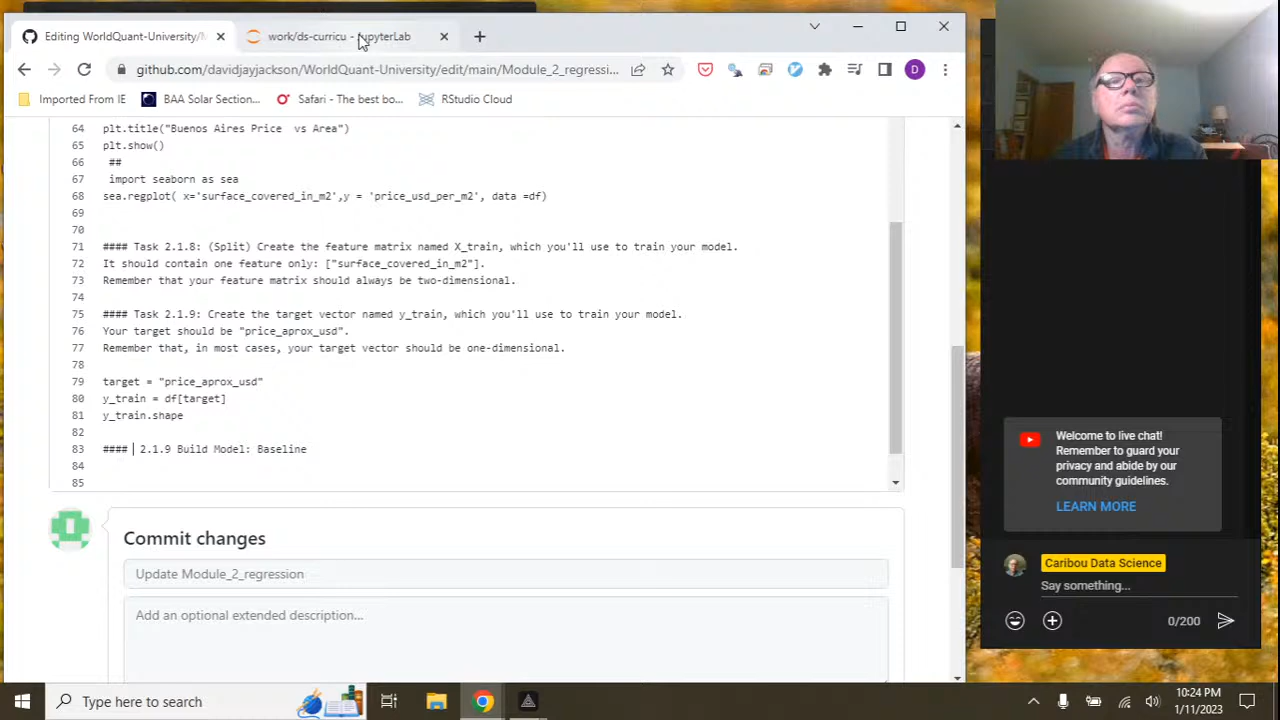 Editing WorldQuant-University/M
work/ds-curricu - JupyterLab
github.com/davidjayjackson/WorldQuant-University/edit/main/Module_2_regressi...
D
Imported From IE
BAA Solar Section...
Safari - The best bo...
RStudio Cloud
64 plt.title("Buenos Aires Price  vs Area")
65 plt.show()
66 ##
67 import seaborn as sea
68 sea.regplot( x='surface_covered_in_m2',y = 'price_usd_per_m2', data =df)
69
70
71 #### Task 2.1.8: (Split) Create the feature matrix named X_train, which you'll use to train your model.
72 It should contain one feature only: ["surface_covered_in_m2"].
73 Remember that your feature matrix should always be two-dimensional.
74
75 #### Task 2.1.9: Create the target vector named y_train, which you'll use to train your model.
76 Your target should be "price_aprox_usd".
77 Remember that, in most cases, your target vector should be one-dimensional.
78
79 target = "price_aprox_usd"
80 y_train = df[target]
81 y_train.shape
82
83 #### 2.1.9 Build Model: Baseline
84
85
Commit changes
Update Module_2_regression
Add an optional extended description...
Welcome to live chat!
Remember to guard your
privacy and abide by our
community guidelines.
LEARN MORE
Caribou Data Science
Say something...
0/200
Type here to search
10:24 PM
1/11/2023